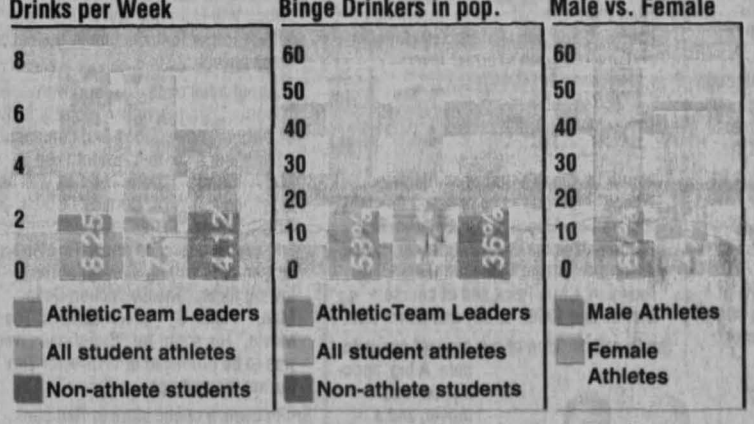 Drinks per Week
8
6
4
2
0
8.25
4.12
AthleticTeam Leaders
All student athletes
Non-athlete students
Binge Drinkers in pop.
60
50
40
30
20
10
0
36%
AthleticTeam Leaders
All student athletes
Non-athlete students
Male vs. Female
60
50
40
30
20
10
0
Male Athletes
Female
Athletes